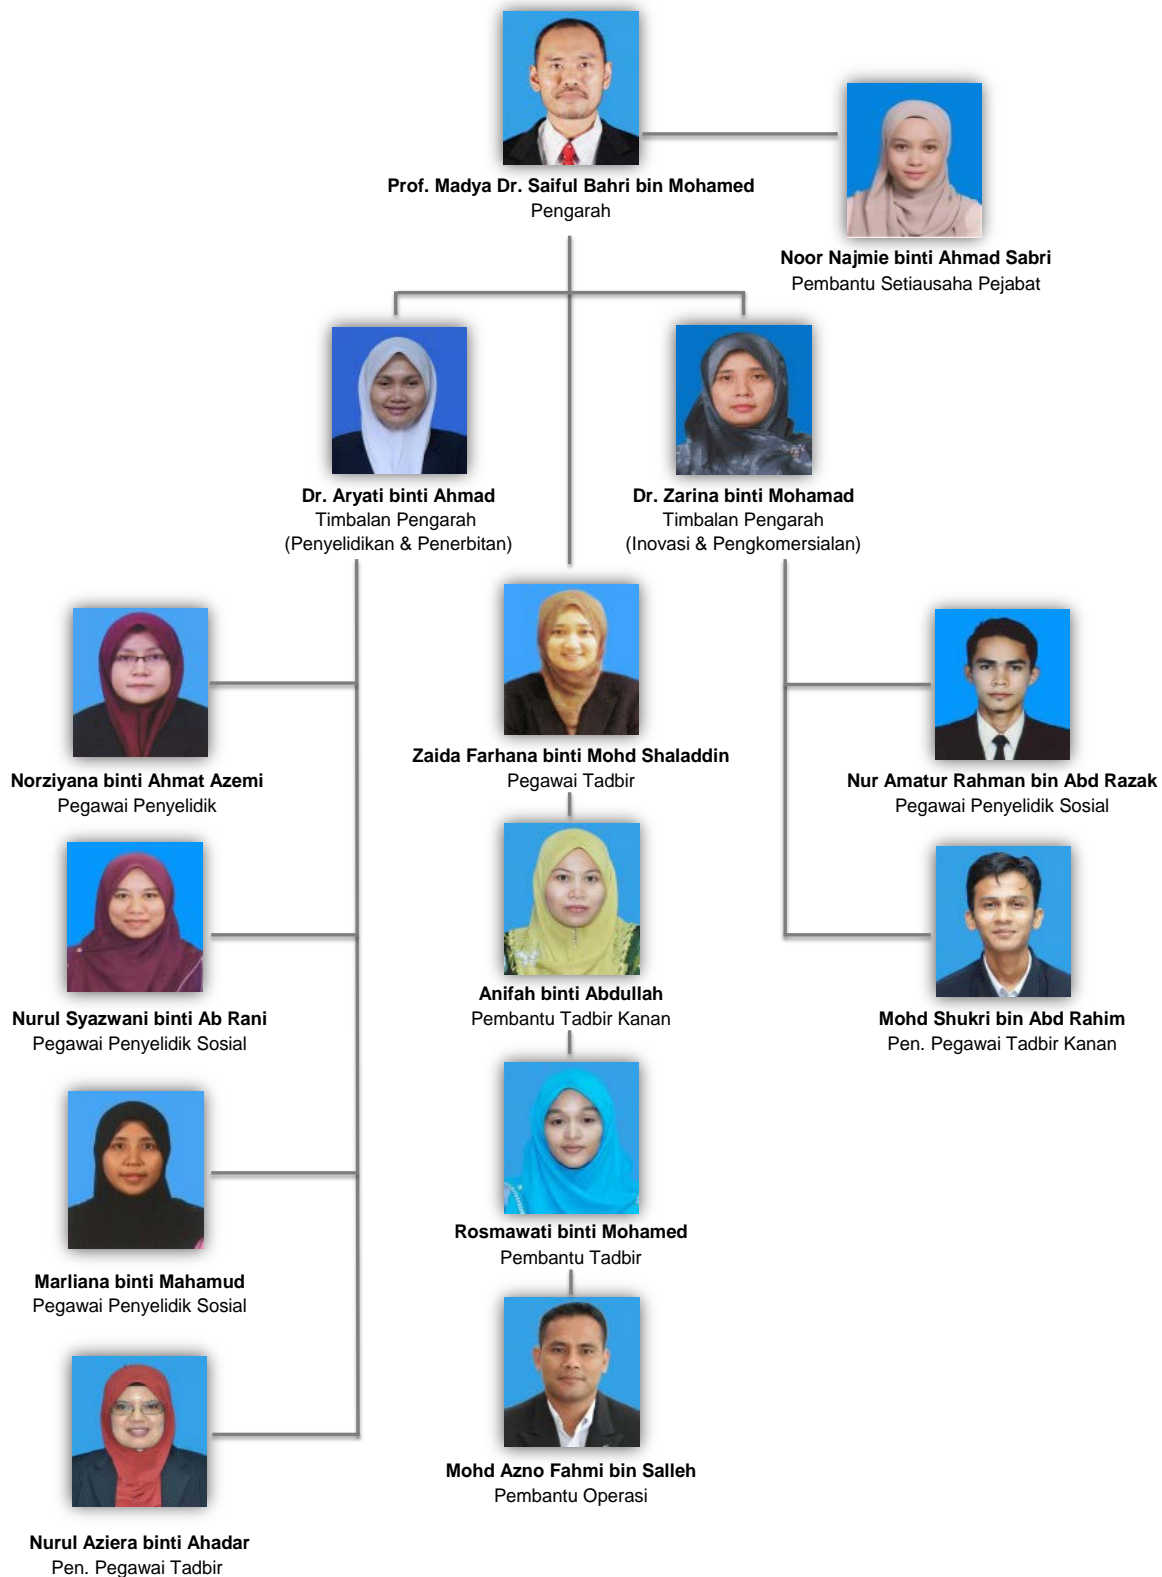 Prof. Madya Dr. Saiful Bahri bin Mohamed
Pengarah
Noor Najmie binti Ahmad Sabri
Pembantu Setiausaha Pejabat
Dr. Aryati binti Ahmad
Timbalan Pengarah
(Penyelidikan & Penerbitan)
Dr. Zarina binti Mohamad
Timbalan Pengarah
(Inovasi & Pengkomersialan)
Norziyana binti Ahmat Azemi
Pegawai Penyelidik
Nurul Syazwani binti Ab Rani
Pegawai Penyelidik Sosial
Marliana binti Mahamud
Pegawai Penyelidik Sosial
Nurul Aziera binti Ahadar
Pen. Pegawai Tadbir
Zaida Farhana binti Mohd Shaladdin
Pegawai Tadbir
Anifah binti Abdullah
Pembantu Tadbir Kanan
Rosmawati binti Mohamed
Pembantu Tadbir
Mohd Azno Fahmi bin Salleh
Pembantu Operasi
Nur Amatur Rahman bin Abd Razak
Pegawai Penyelidik Sosial
Mohd Shukri bin Abd Rahim
Pen. Pegawai Tadbir Kanan